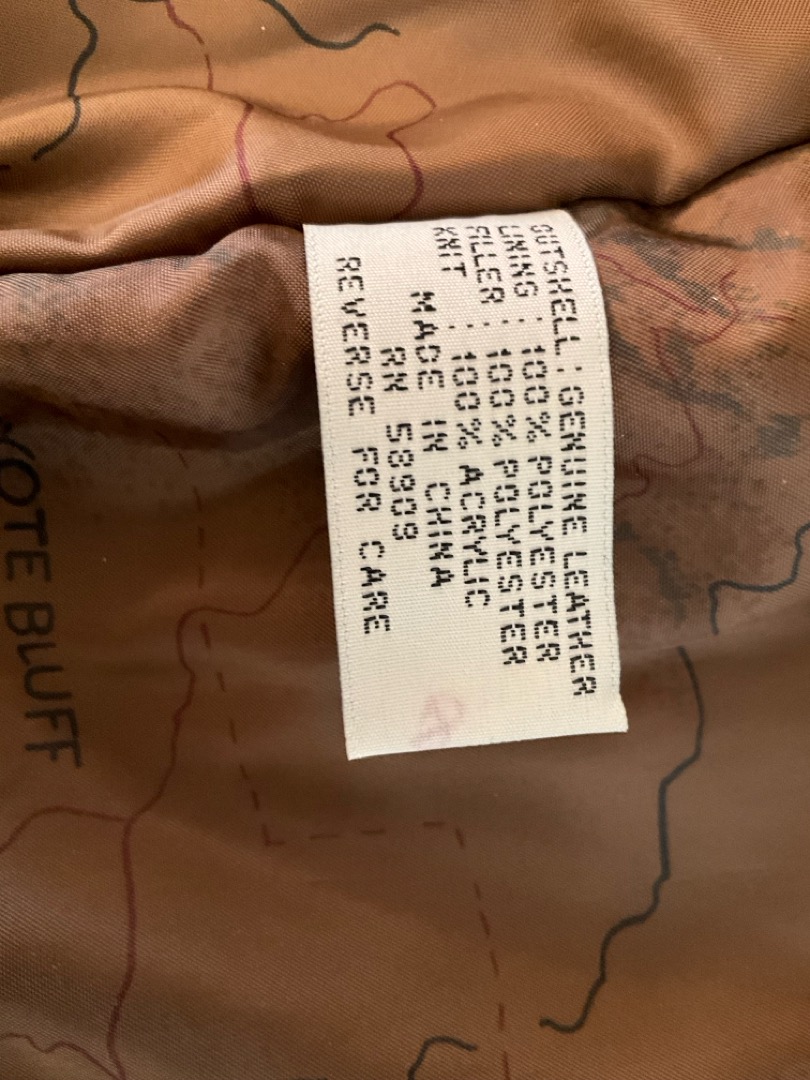 OUTSHELL : GENUINE LEATHER
LINING : 100% POLYESTER
FILLER : 100% POLYESTER
KNIT : 100% ACRYLIC
MADE IN CHINA
RN 58909
REVERSE FOR CARE
YOTE BLUFF